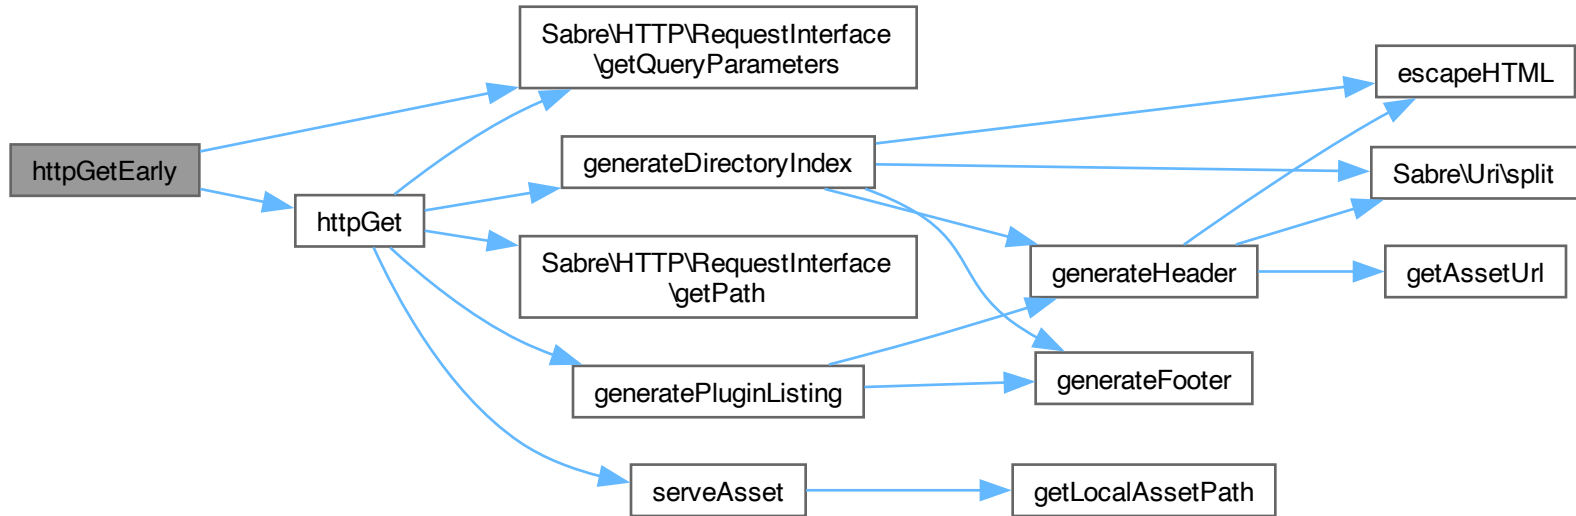 httpGetEarly
Sabre\HTTP\RequestInterface
\getQueryParameters
httpGet
generateDirectoryIndex
Sabre\HTTP\RequestInterface
\getPath
generatePluginListing
serveAsset
generateHeader
generateFooter
getLocalAssetPath
escapeHTML
Sabre\Uri\split
getAssetUrl